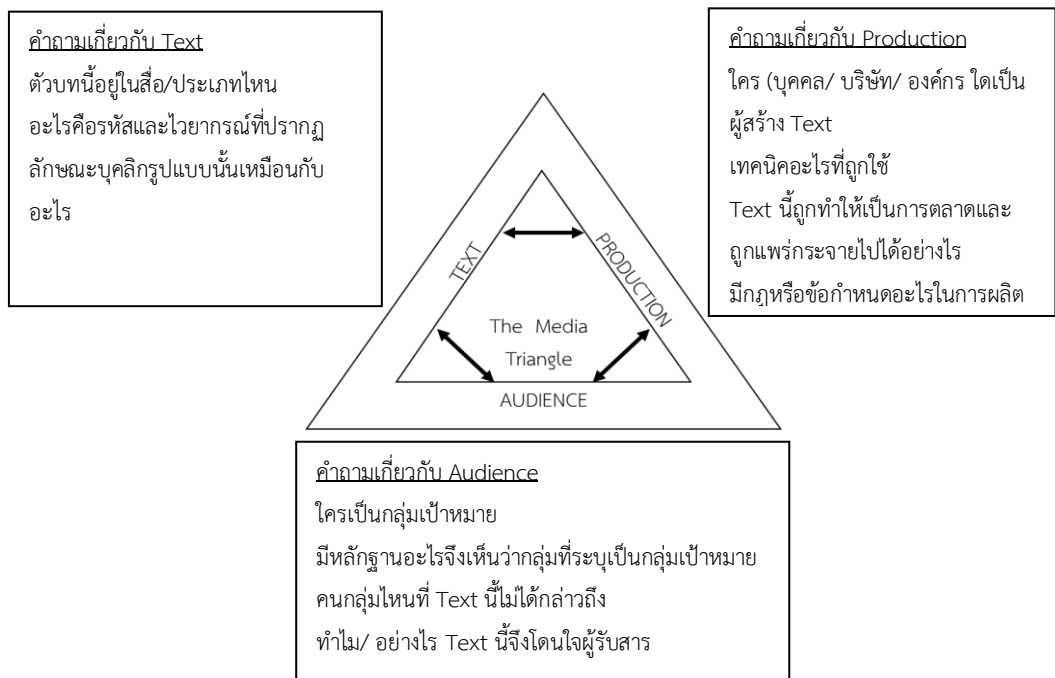 คำถามเกี่ยวกับ Text
ตัวบทนี้อยู่ในสื่อ/ประเภทไหน
อะไรคือรหัสและไวยากรณ์ที่ปรากฏ
ลักษณะบุคลิกรูปแบบนั้นเหมือนกับ
อะไร
คำถามเกี่ยวกับ Production
ใคร (บุคคล/ บริษัท/ องค์กร ใดเป็น
ผู้สร้าง Text
เทคนิคอะไรที่ถูกใช้
Text นี้ถูกทำให้เป็นการตลาดและ
ถูกแพร่กระจายไปได้อย่างไร
มีกฎหรือข้อกำหนดอะไรในการผลิต
TEXT
PRODUCTION
The Media
Triangle
AUDIENCE
คำถามเกี่ยวกับ Audience
ใครเป็นกลุ่มเป้าหมาย
มีหลักฐานอะไรจึงเห็นว่ากลุ่มที่ระบุเป็นกลุ่มเป้าหมาย
คนกลุ่มไหนที่ Text นี้ไม่ได้กล่าวถึง
ทำไม/ อย่างไร Text นี้จึงโดนใจผู้รับสาร